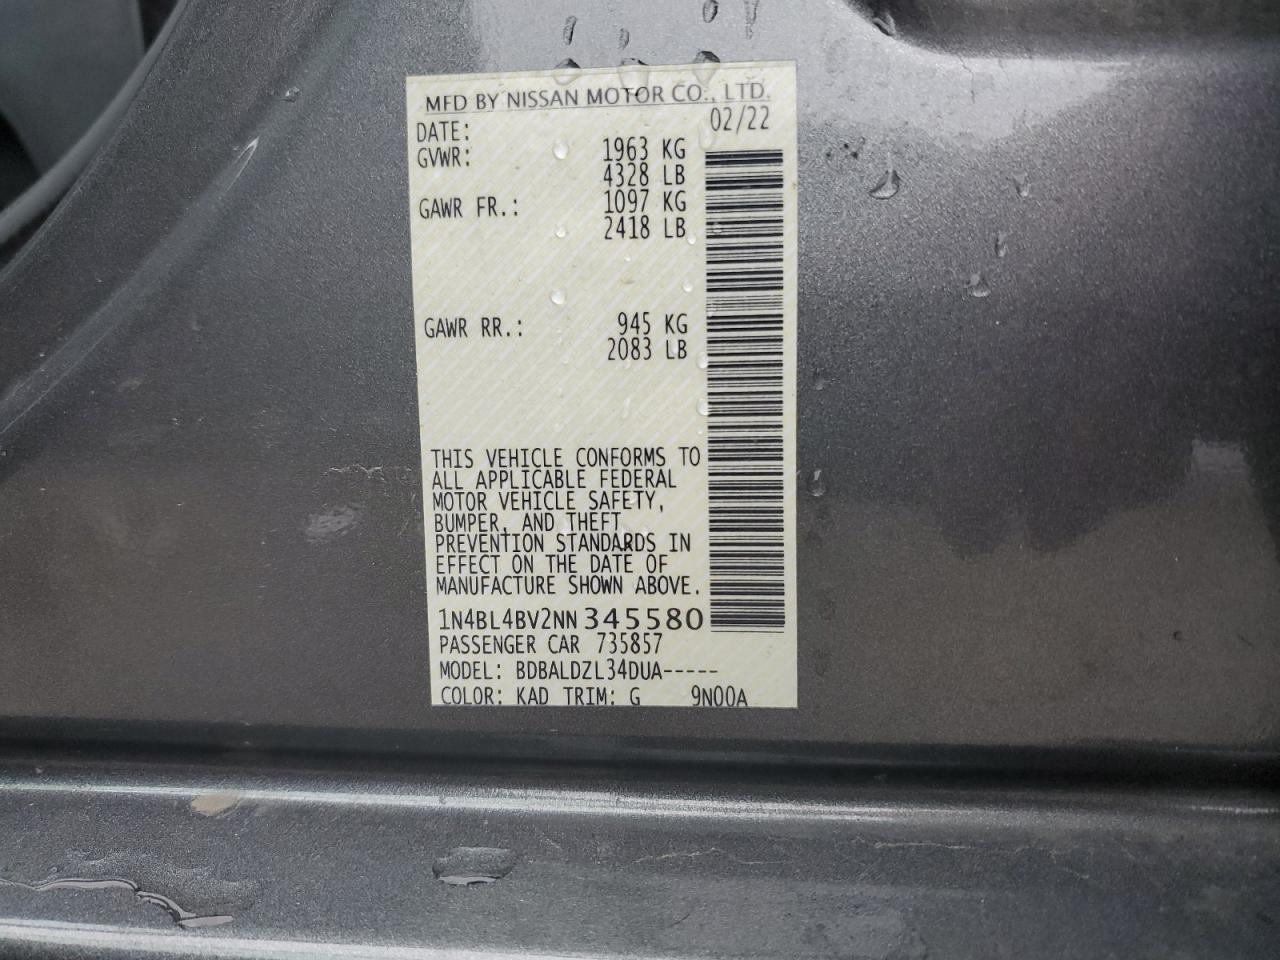 MFD BY NISSAN MOTOR CO., LTD.
DATE: 02/22
GVWR: 1963 KG
4328 LB
GAWR FR.: 1097 KG
2418 LB
GAWR RR.: 945 KG
2083 LB
THIS VEHICLE CONFORMS TO
ALL APPLICABLE FEDERAL
MOTOR VEHICLE SAFETY,
BUMPER, AND THEFT
PREVENTION STANDARDS IN
EFFECT ON THE DATE OF
MANUFACTURE SHOWN ABOVE.
1N4BL4BV2NN345580
PASSENGER CAR 735857
MODEL: BDBALDZL34DUA-----
COLOR: KAD TRIM: G 9N00A